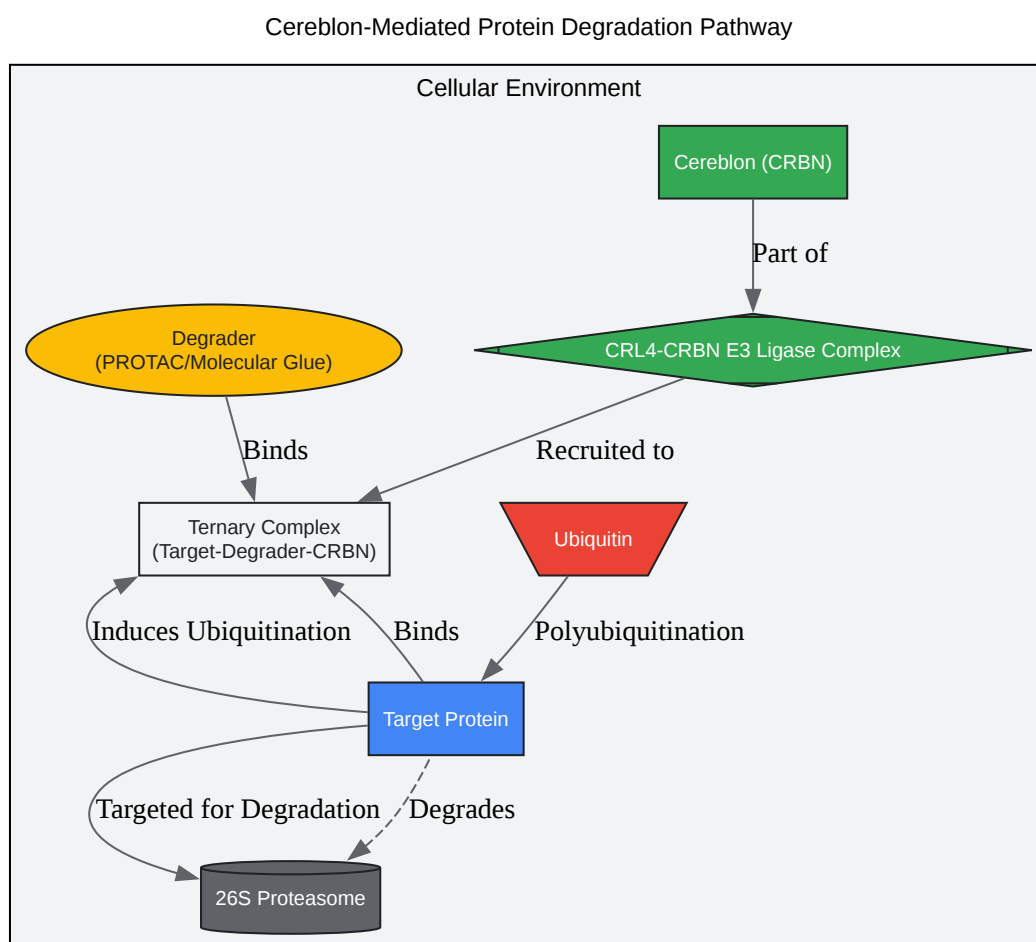 Cereblon-Mediated Protein Degradation Pathway
Cellular Environment
Cereblon (CRBN)
Part of
Degrader
(PROTAC/Molecular Glue)
CRL4-CRBN E3 Ligase Complex
Binds
Recruited to
Ternary Complex
(Target-Degrader-CRBN)
Ubiquitin
Induces Ubiquitination
Binds
Polyubiquitination
Target Protein
Targeted for Degradation
Degrades
26S Proteasome